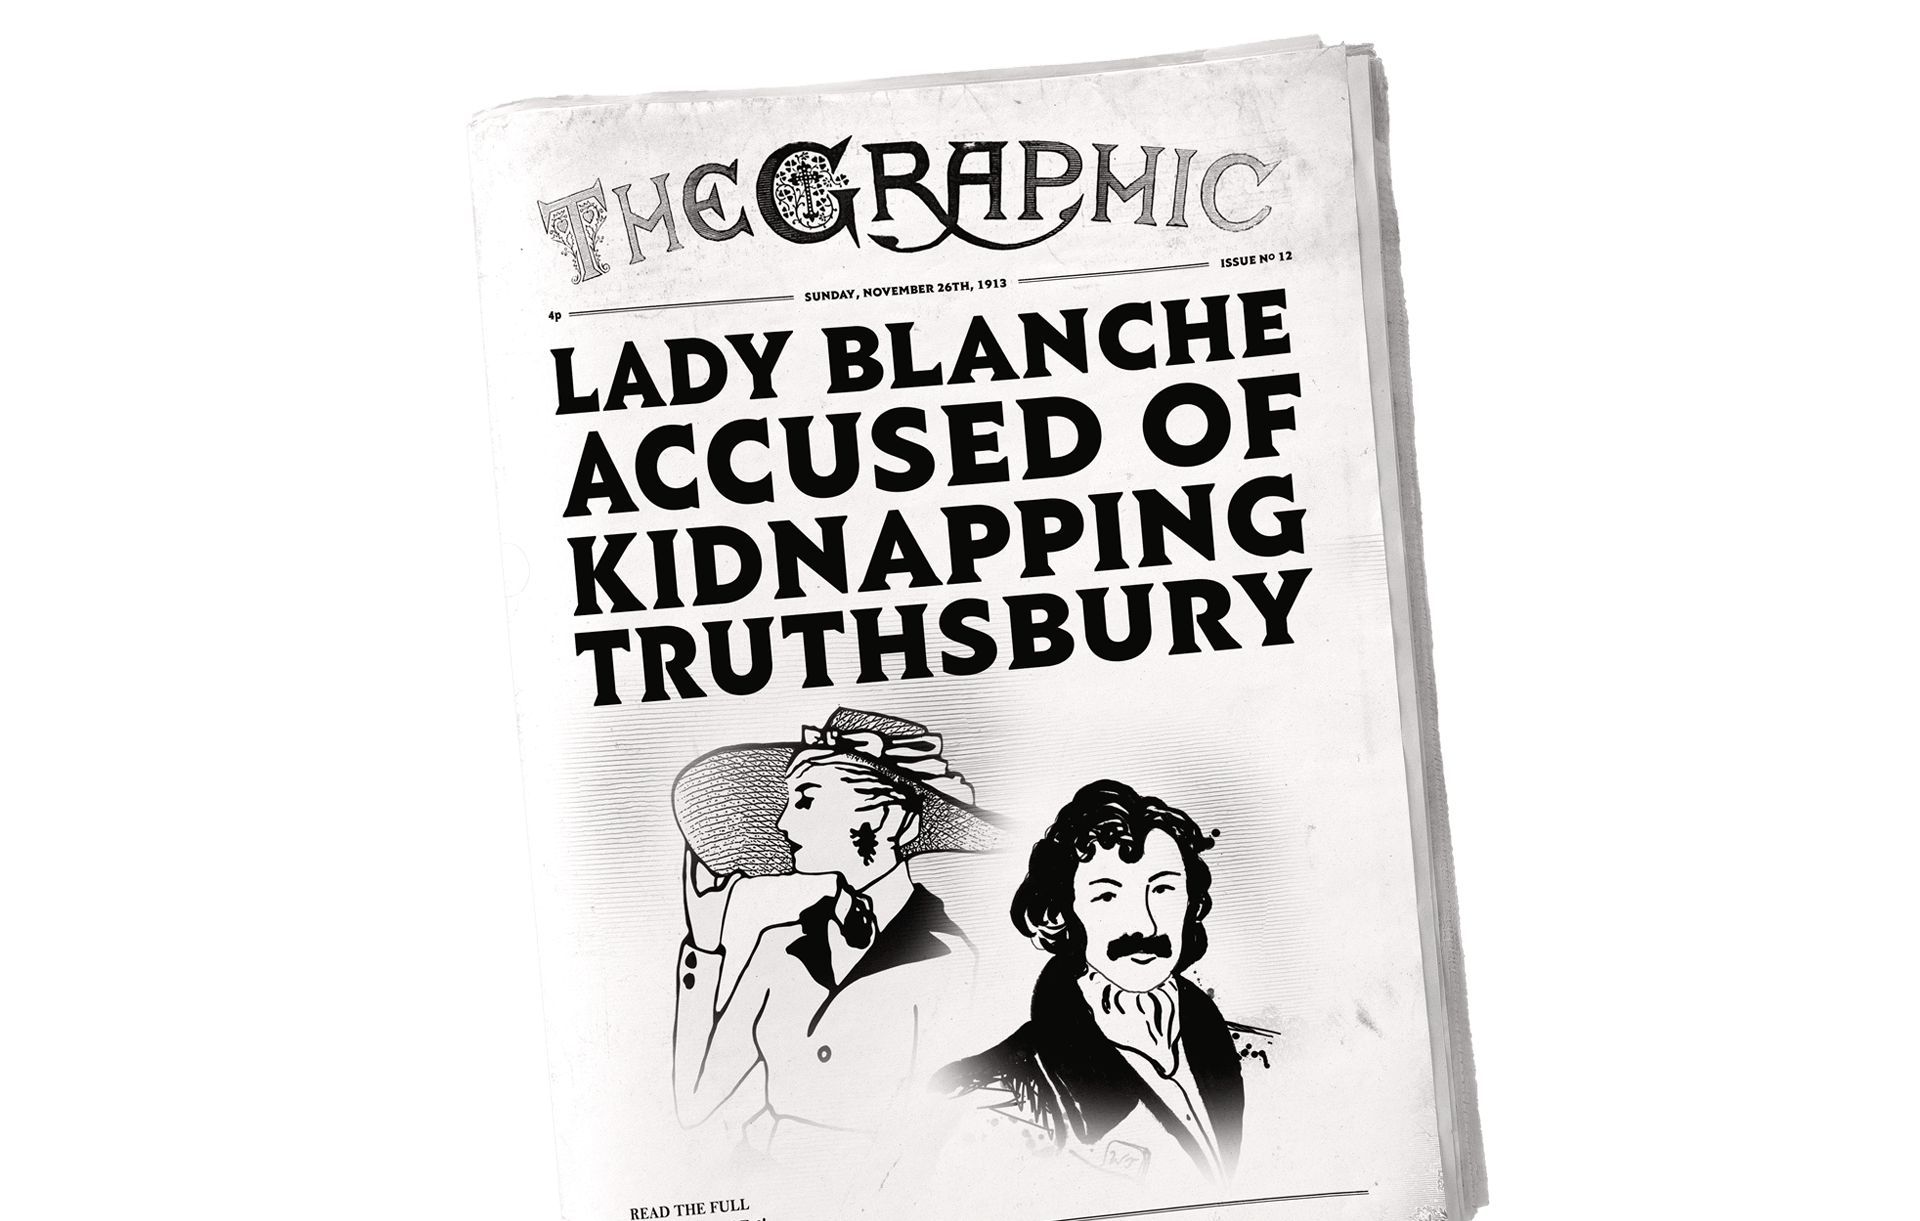 THE GRAPHIC
ISSUE Nº 12
SUNDAY, NOVEMBER 26TH, 1913
4p
LADY BLANCHE
ACCUSED OF
KIDNAPPING
TRUTHSBURY
READ THE FULL